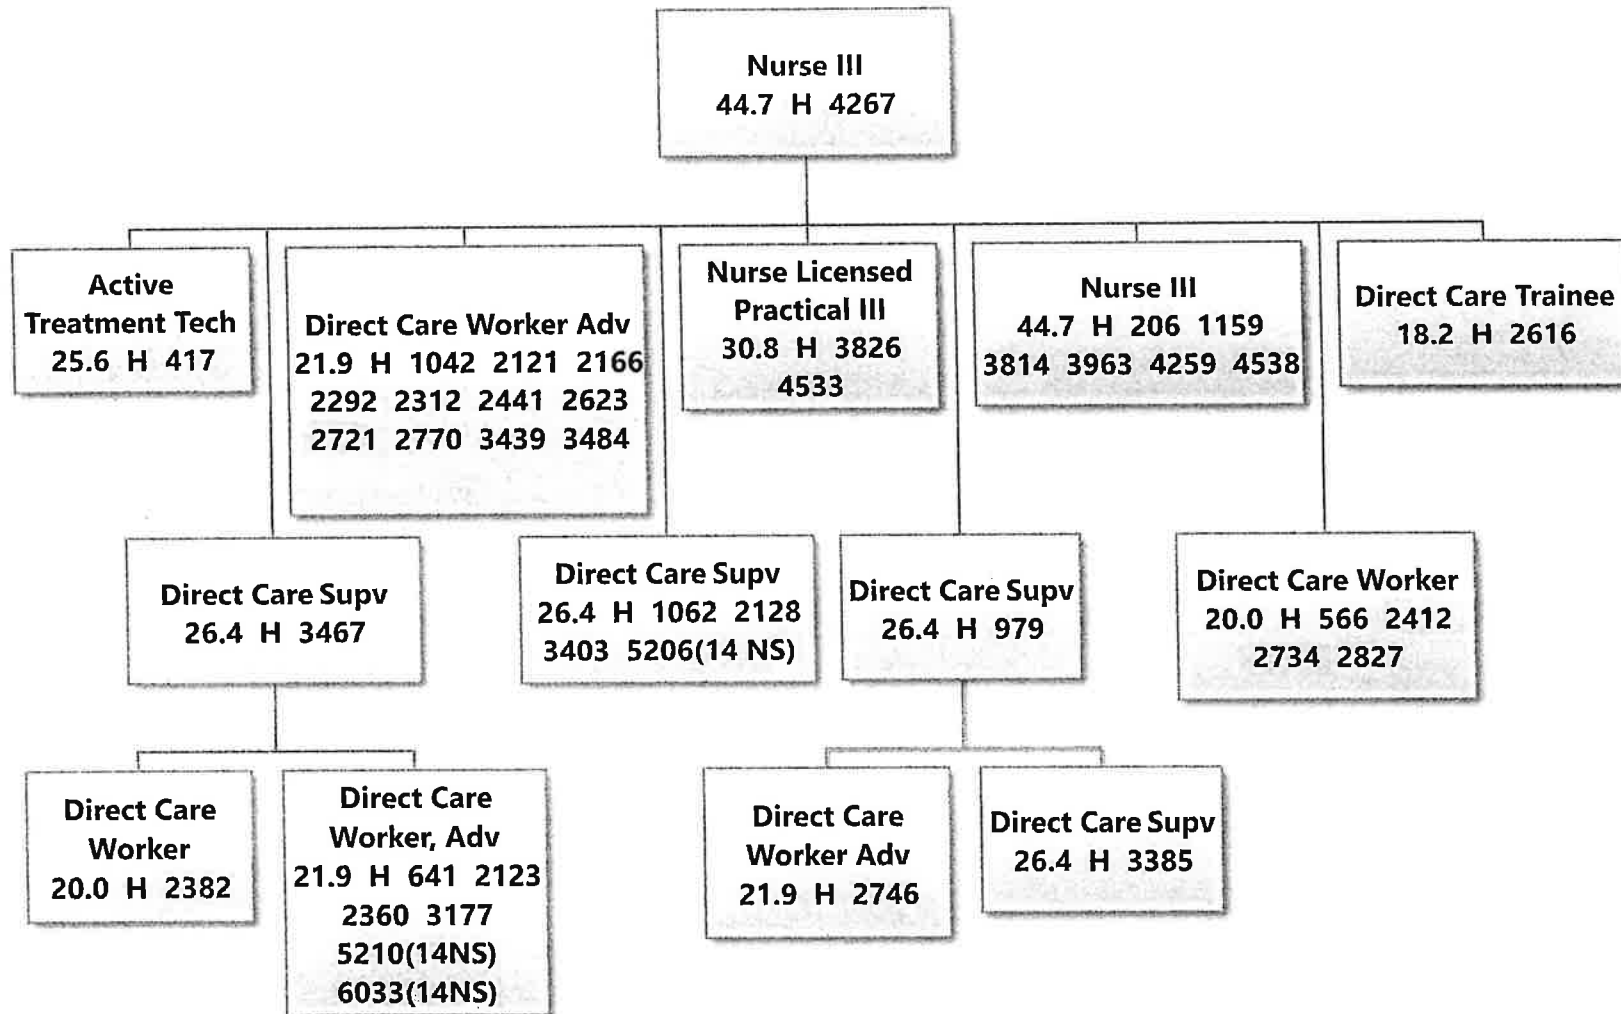 Nurse III
44.7 H 4267
Active
Treatment Tech
25.6 H 417
Direct Care Worker Adv
21.9 H 1042 2121 2166
2292 2312 2441 2623
2721 2770 3439 3484
Nurse Licensed
Practical III
30.8 H 3826
4533
Nurse III
44.7 H 206 1159
3814 3963 4259 4538
Direct Care Trainee
18.2 H 2616
Direct Care Supv
26.4 H 3467
Direct Care Supv
26.4 H 1062 2128
3403 5206(14 NS)
Direct Care Supv
26.4 H 979
Direct Care Worker
20.0 H 566 2412
2734 2827
Direct Care
Worker
20.0 H 2382
Direct Care
Worker, Adv
21.9 H 641 2123
2360 3177
5210(14NS)
6033(14NS)
Direct Care
Worker Adv
21.9 H 2746
Direct Care Supv
26.4 H 3385